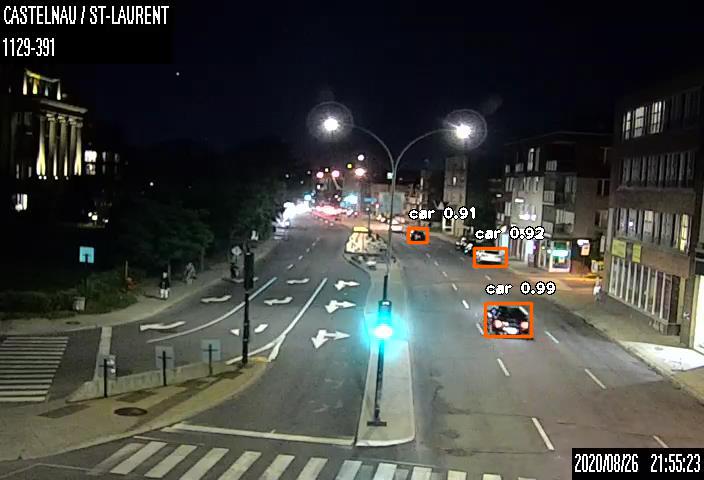 CASTELNAU / ST-LAURENT
1129-391
car 0.91
car 0.92
car 0.99
2020/08/26 21:55:23